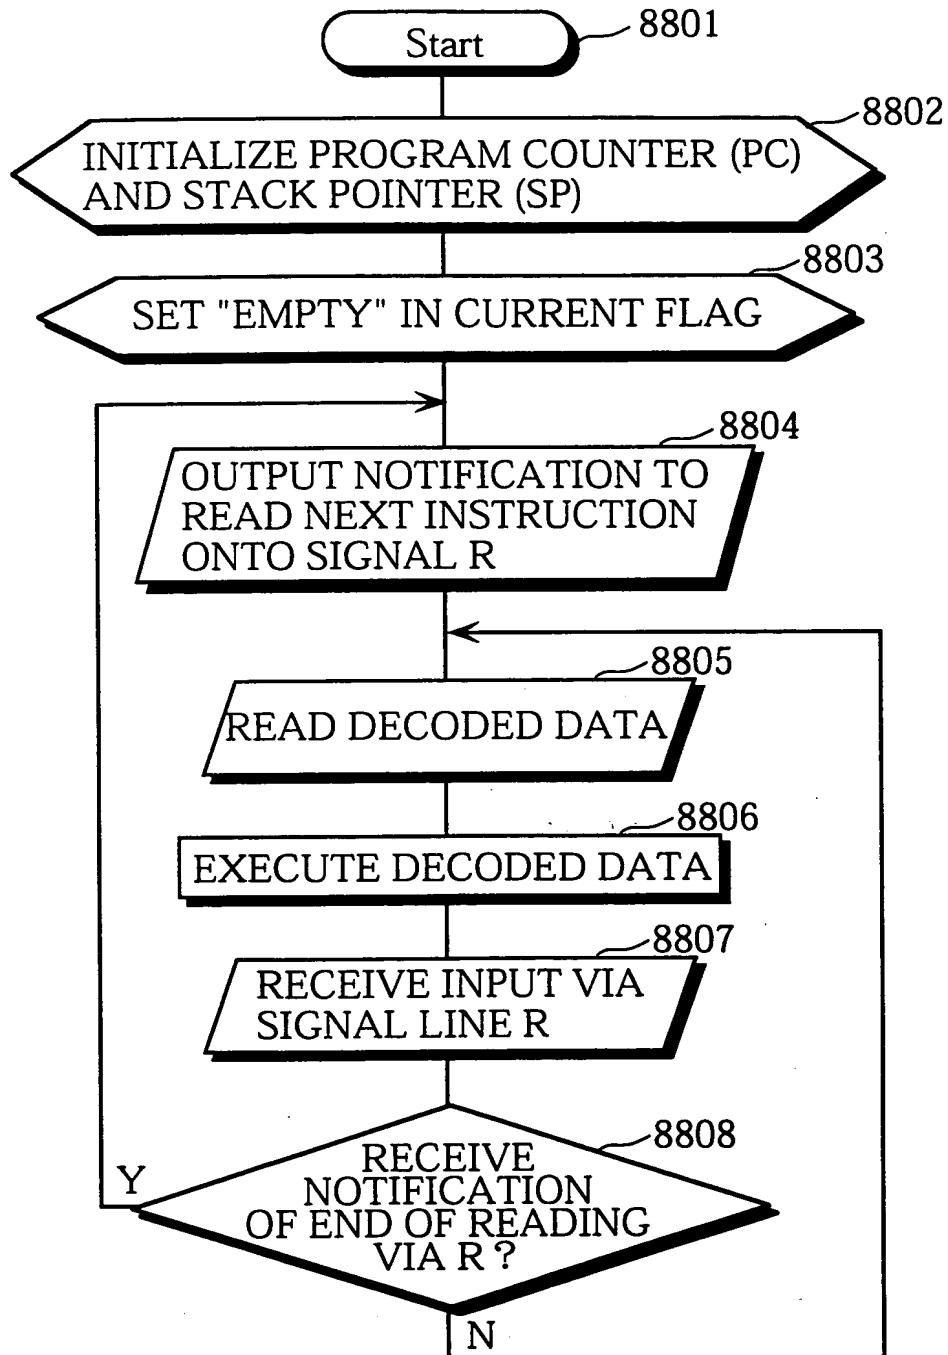 Start
8801
8802
INITIALIZE PROGRAM COUNTER (PC)
AND STACK POINTER (SP)
8803
SET "EMPTY" IN CURRENT FLAG
8804
OUTPUT NOTIFICATION TO
READ NEXT INSTRUCTION
ONTO SIGNAL R
8805
READ DECODED DATA
8806
EXECUTE DECODED DATA
8807
RECEIVE INPUT VIA
SIGNAL LINE R
8808
RECEIVE
NOTIFICATION
OF END OF READING
VIA R ?
Y
N